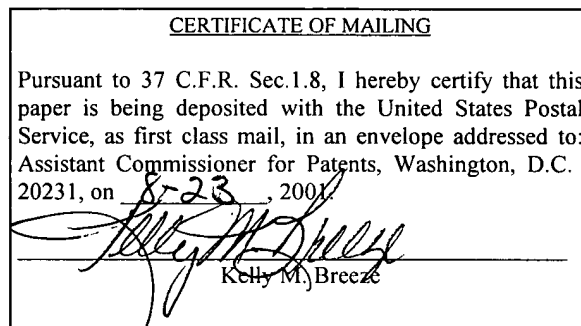 CERTIFICATE OF MAILING
Pursuant to 37 C.F.R. Sec.1.8, I hereby certify that this
paper is being deposited with the United States Postal
Service, as first class mail, in an envelope addressed to:
Assistant Commissioner for Patents, Washington, D.C.
20231, on 8-23, 2001.
Kelly M Breeze
Kelly M. Breeze